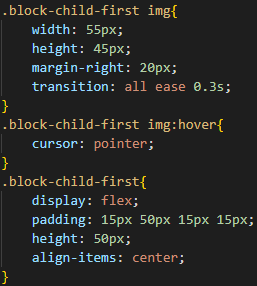 .block-child-first img{
    width: 55px;
    height: 45px;
    margin-right: 20px;
    transition: all ease 0.3s;
}
.block-child-first img:hover{
    cursor: pointer;
}
.block-child-first{
    display: flex;
    padding: 15px 50px 15px 15px;
    height: 50px;
    align-items: center;
}